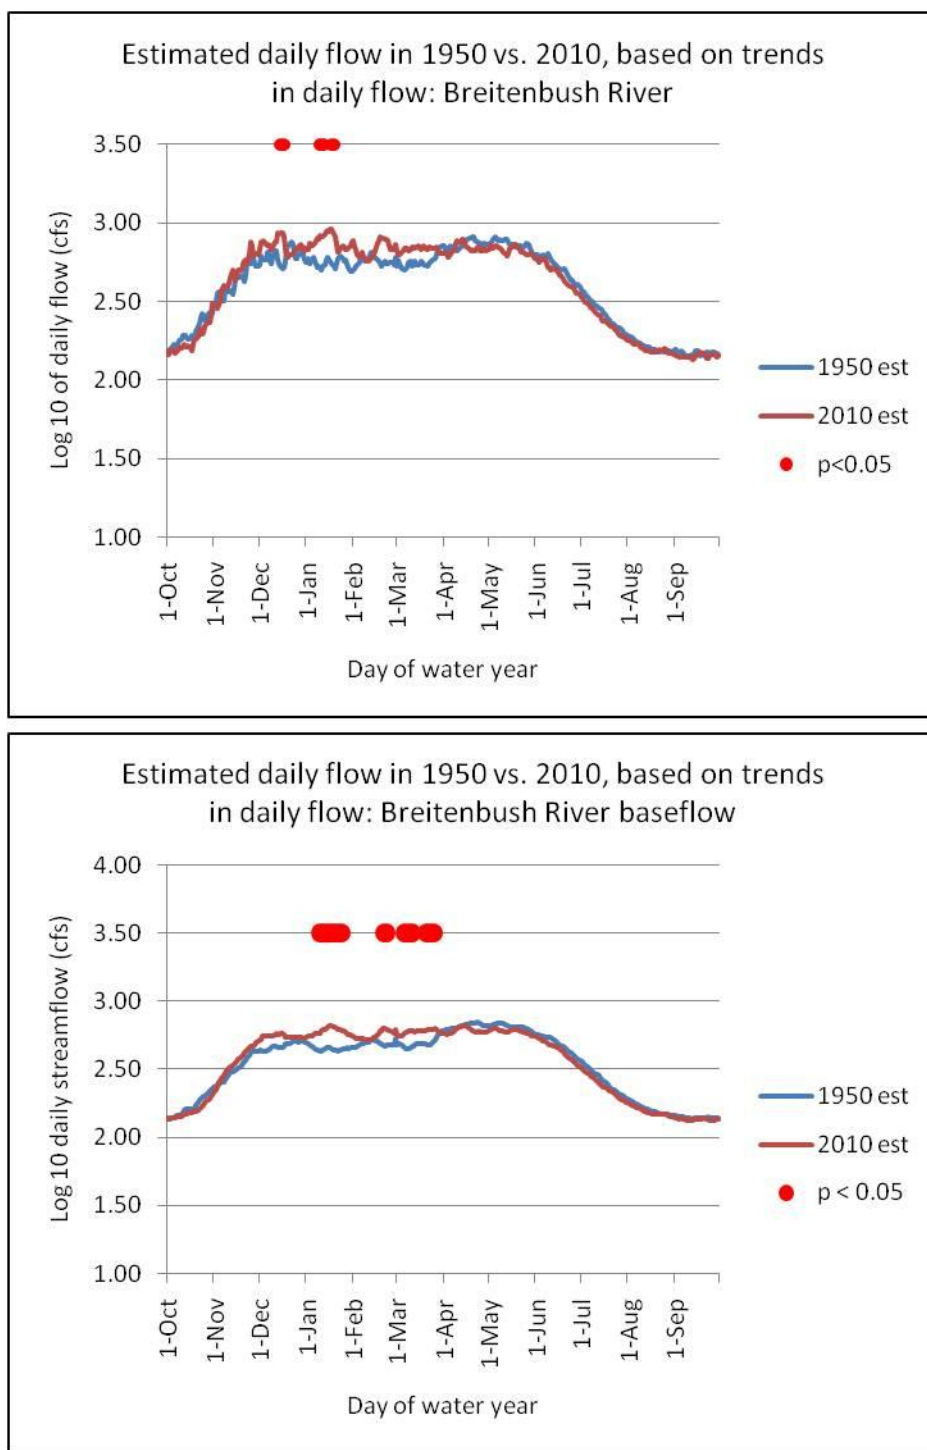 Estimated daily flow in 1950 vs. 2010, based on trends
in daily flow: Breitenbush River
Log 10 of daily flow (cfs)
3.50
3.00
2.50
2.00
1.50
1.00
1-Oct
1-Nov
1-Dec
1-Jan
1-Feb
1-Mar
1-Apr
1-May
1-Jun
1-Jul
1-Aug
1-Sep
Day of water year
1950 est
2010 est
p<0.05
Estimated daily flow in 1950 vs. 2010, based on trends
in daily flow: Breitenbush River baseflow
Log 10 daily streamflow (cfs)
4.00
3.50
3.00
2.50
2.00
1.50
1.00
1-Oct
1-Nov
1-Dec
1-Jan
1-Feb
1-Mar
1-Apr
1-May
1-Jun
1-Jul
1-Aug
1-Sep
Day of water year
1950 est
2010 est
p < 0.05